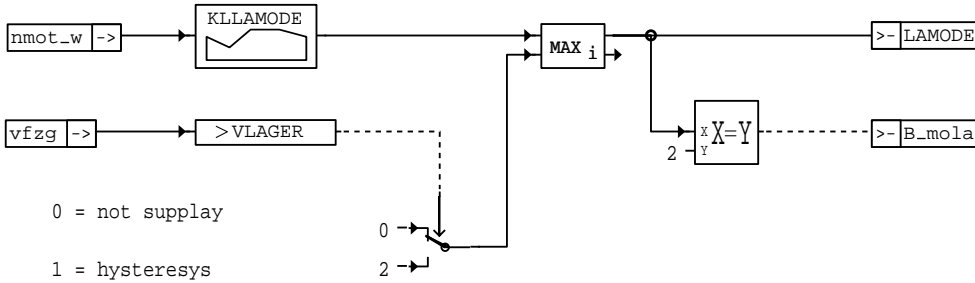 KLLAMODE
nmot_w ->
MAX i
>- LAMODE
vfzg ->
>VLAGER
X
Y
X=Y
2
>- B_mola
0 = not supplay
0
2
1 = hysteresys